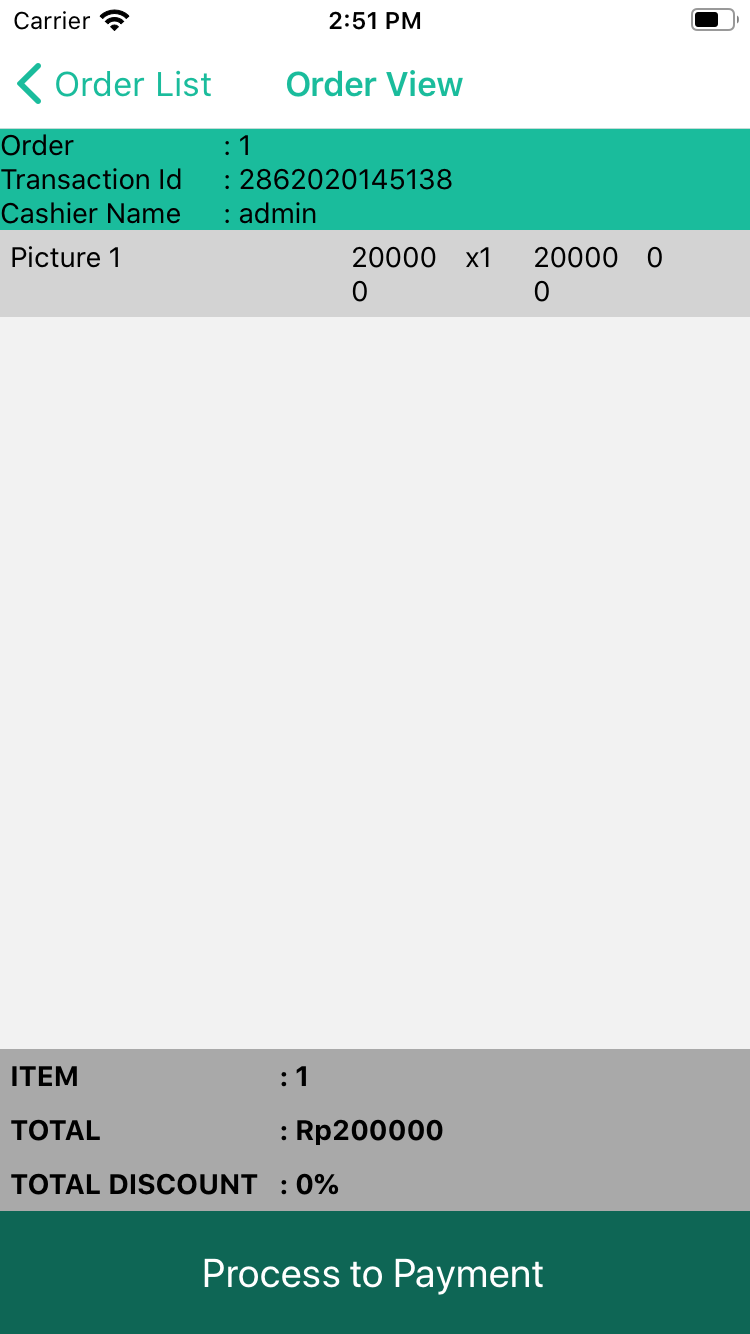 Carrier 2:51 PM
Order List Order View
Order : 1
Transaction Id : 2862020145138
Cashier Name : admin
Picture 1 20000 x1 20000 0
0 0
ITEM : 1
TOTAL : Rp200000
TOTAL DISCOUNT : 0%
Process to Payment